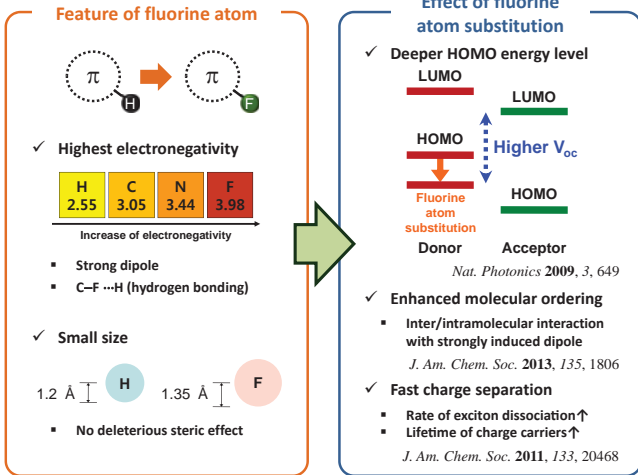 Feature of fluorine atom
π
H
π
F
✓ Highest electronegativity
H C N F
2.55 3.05 3.44 3.98
Increase of electronegativity
▪ Strong dipole
▪ C–F ···H (hydrogen bonding)
✓ Small size
1.2 Å H 1.35 Å F
▪ No deleterious steric effect
Effect of fluorine
atom substitution
✓ Deeper HOMO energy level
LUMO
LUMO
HOMO
Higher Voc
HOMO
Fluorine
atom
substitution
Donor Acceptor
Nat. Photonics 2009, 3, 649
✓ Enhanced molecular ordering
▪ Inter/intramolecular interaction
with strongly induced dipole
J. Am. Chem. Soc. 2013, 135, 1806
✓ Fast charge separation
▪ Rate of exciton dissociation↑
▪ Lifetime of charge carriers↑
J. Am. Chem. Soc. 2011, 133, 20468